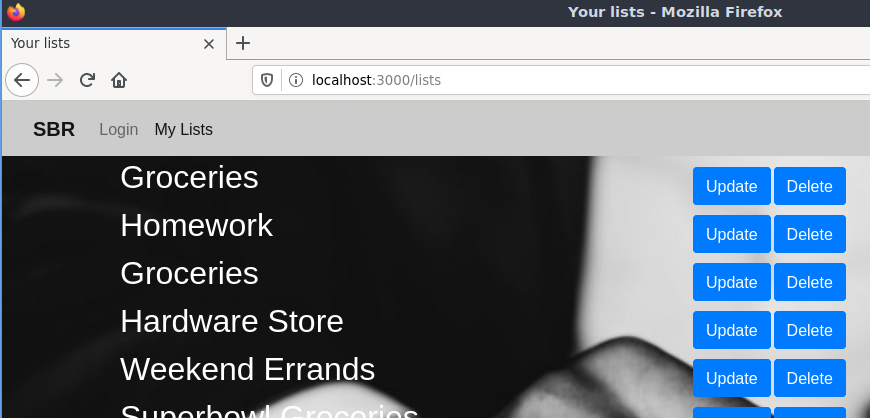 Your lists - Mozilla Firefox
Your lists
localhost:3000/lists
SBR Login My Lists
Groceries Update Delete
Homework Update Delete
Groceries Update Delete
Hardware Store Update Delete
Weekend Errands Update Delete
Superbowl Groceries